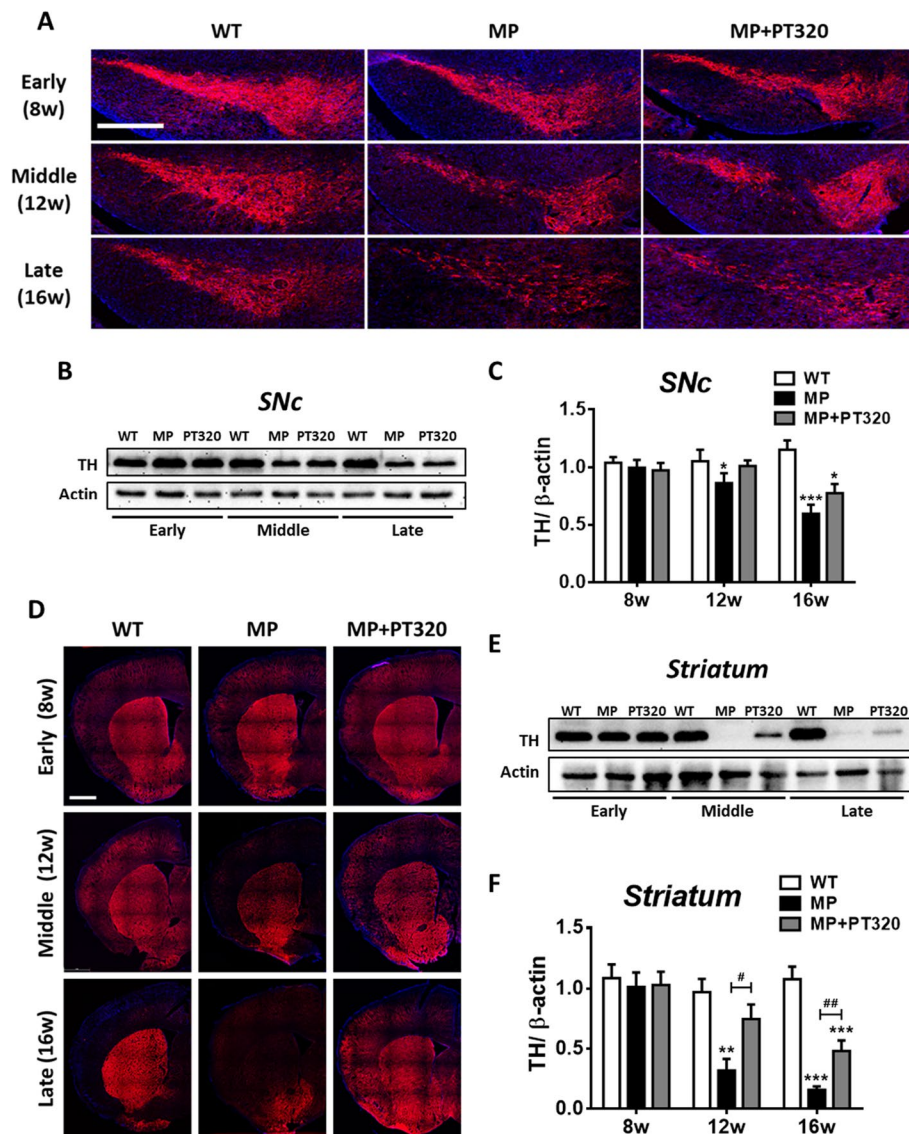 A
WT MP MP+PT320
Early
(8w)
Middle
(12w)
Late
(16w)
B
SNc
WT MP PT320 WT MP PT320 WT MP PT320
TH
Actin
Early Middle Late
C
SNc
WT
MP
MP+PT320
TH/ β-actin
1.5
1.0
0.5
0.0
*
***
*
8w 12w 16w
D
WT MP MP+PT320
Early (8w)
Middle (12w)
Late (16w)
E
Striatum
WT MP PT320 WT MP PT320 WT MP PT320
TH
Actin
Early Middle Late
F
Striatum
WT
MP
MP+PT320
TH/ β-actin
1.5
1.0
0.5
0.0
#
**
##
***
***
8w 12w 16w